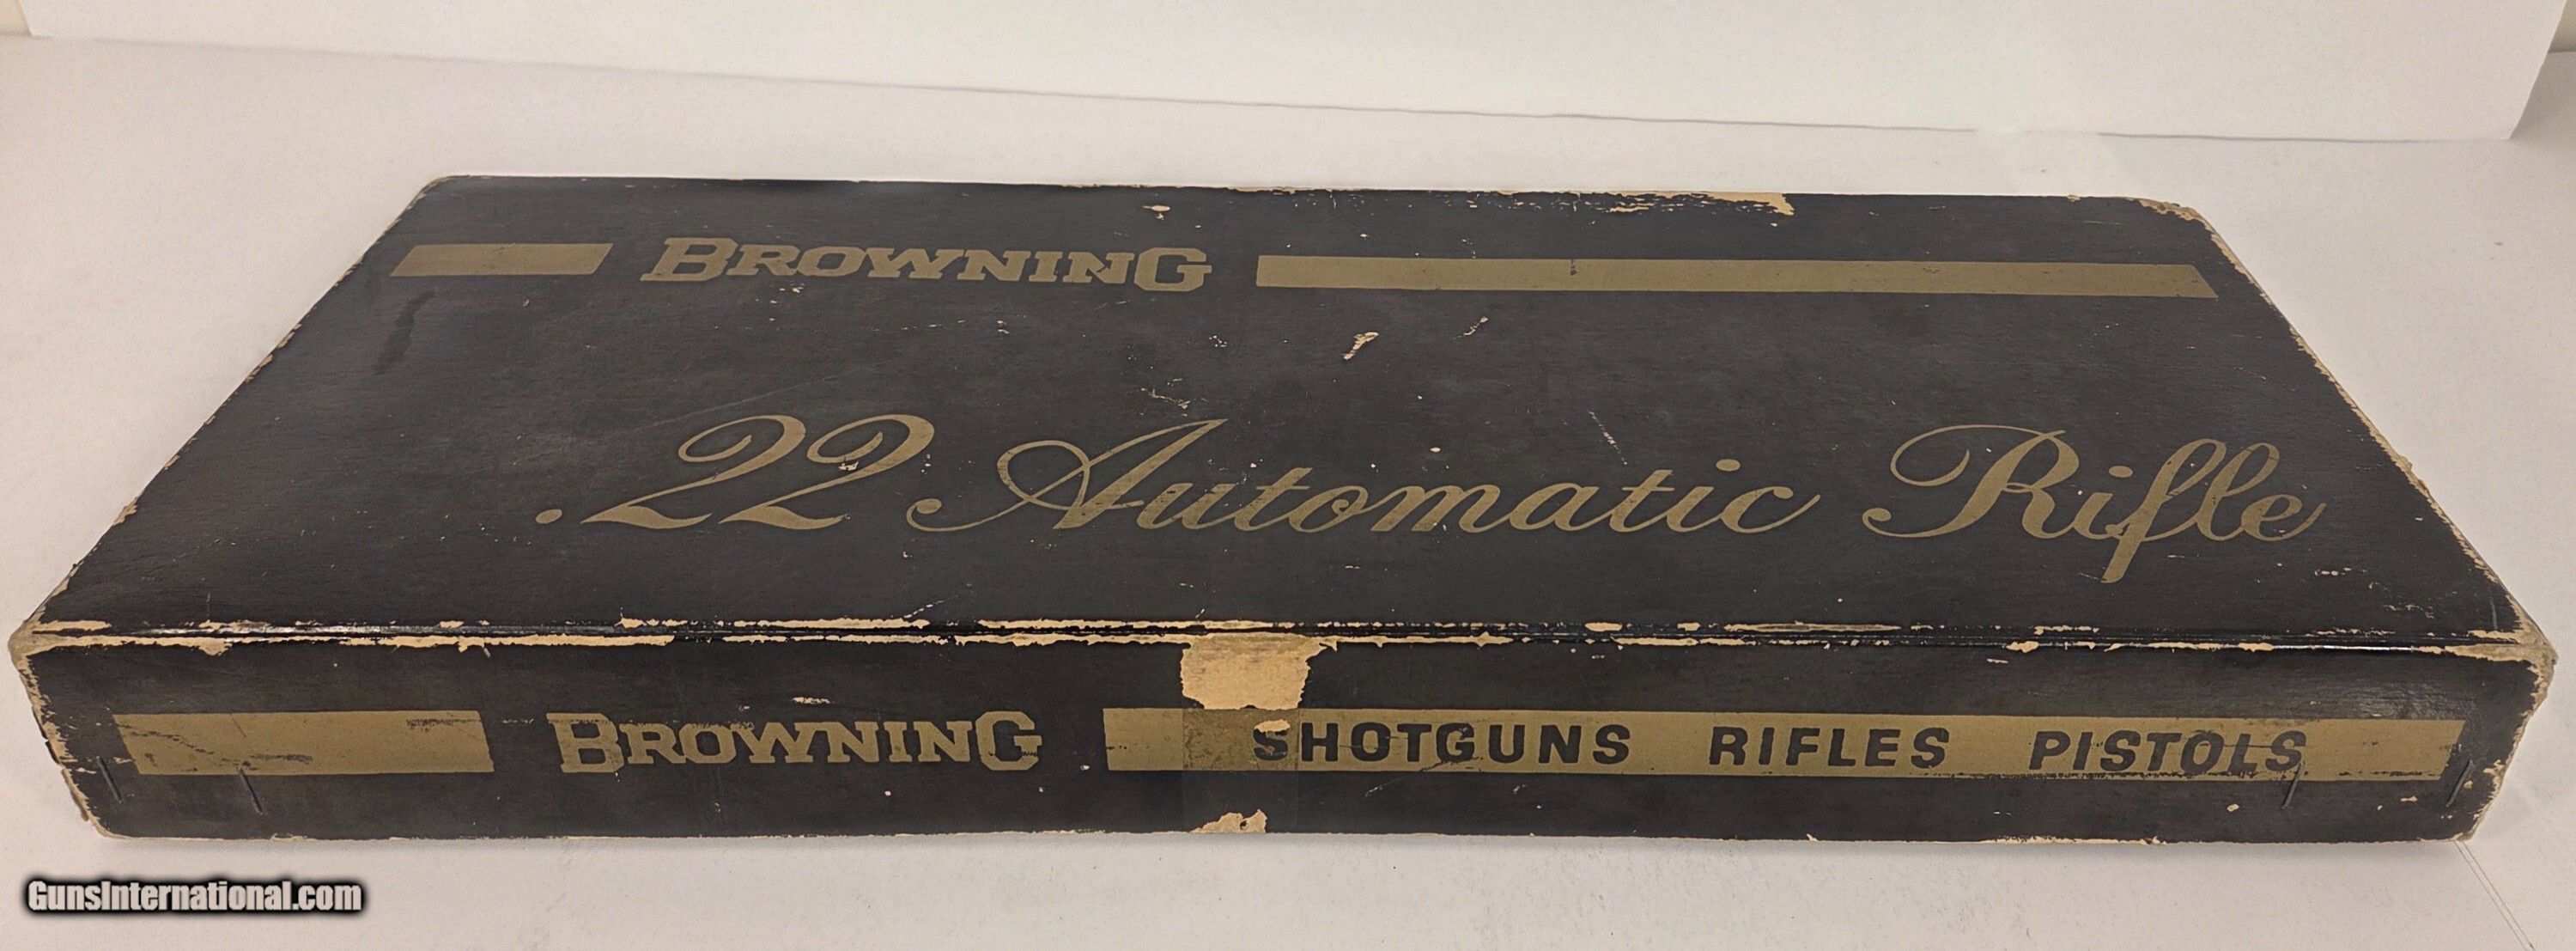 BROWNING
.22 Automatic Rifle
BROWNING SHOTGUNS RIFLES PISTOLS
GunsInternational.com